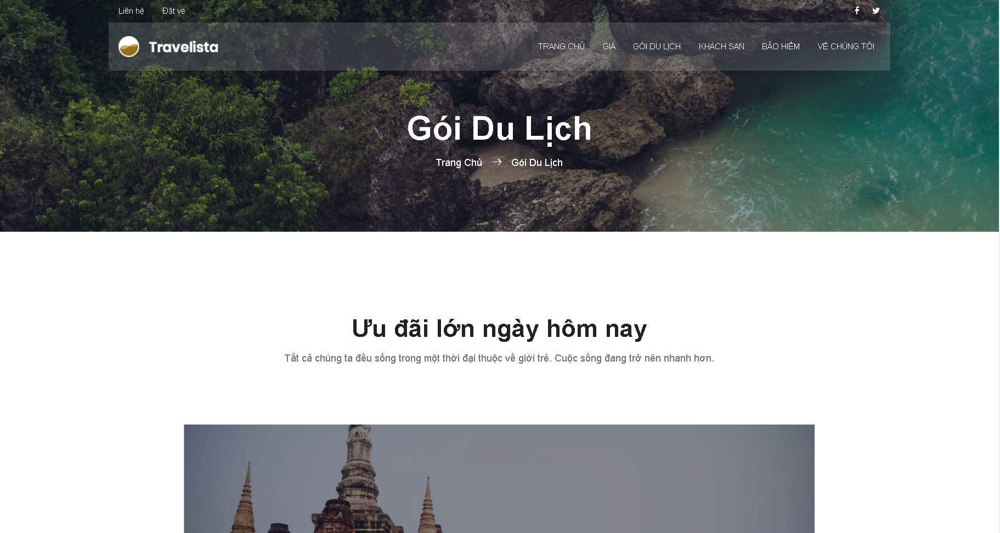 Liên hệ Đặt vé
Travelista
TRANG CHỦ GIÁ GÓI DU LỊCH KHÁCH SẠN BẢO HIỂM VỀ CHÚNG TÔI
Gói Du Lịch
Trang Chủ → Gói Du Lịch
Ưu đãi lớn ngày hôm nay
Tất cả chúng ta đều sống trong một thời đại thuộc về giới trẻ. Cuộc sống đang trở nên nhanh hơn.